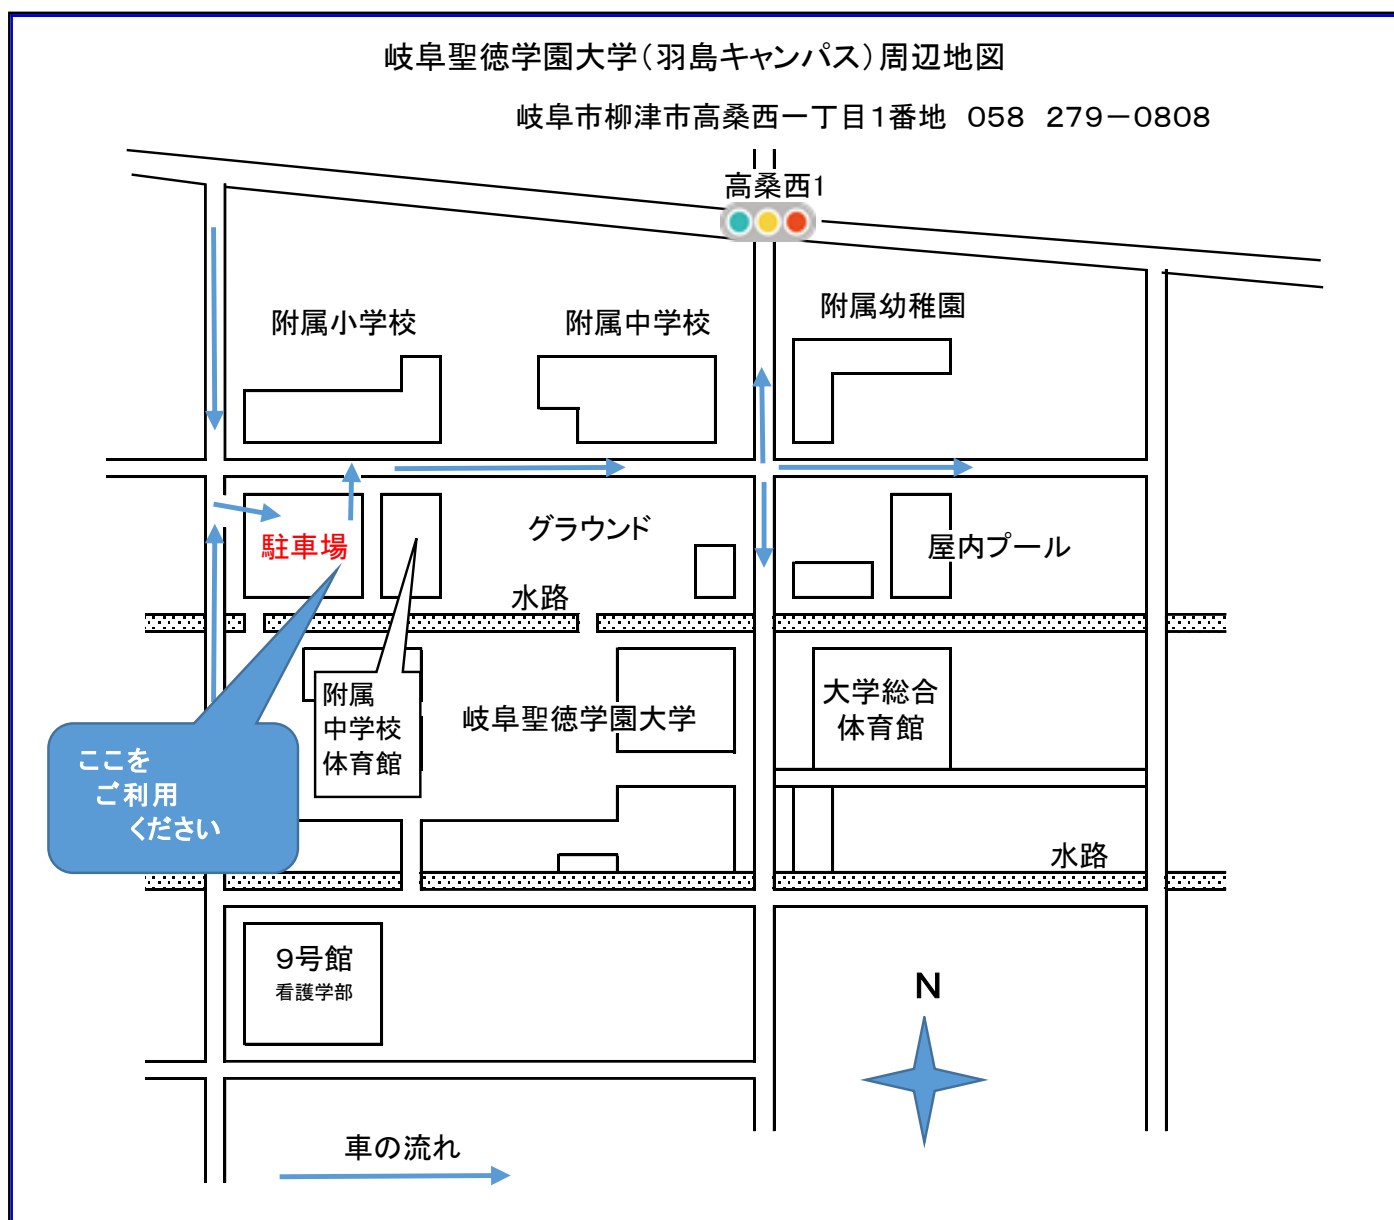 岐阜聖徳学園大学(羽島キャンパス)周辺地図
岐阜市柳津市高桑西一丁目1番地 058 279-0808
高桑西1
附属小学校
附属中学校
附属幼稚園
駐車場
グラウンド
屋内プール
水路
附属
中学校
体育館
岐阜聖徳学園大学
大学総合
体育館
ここを
ご利用
ください
水路
9号館
看護学部
N
車の流れ